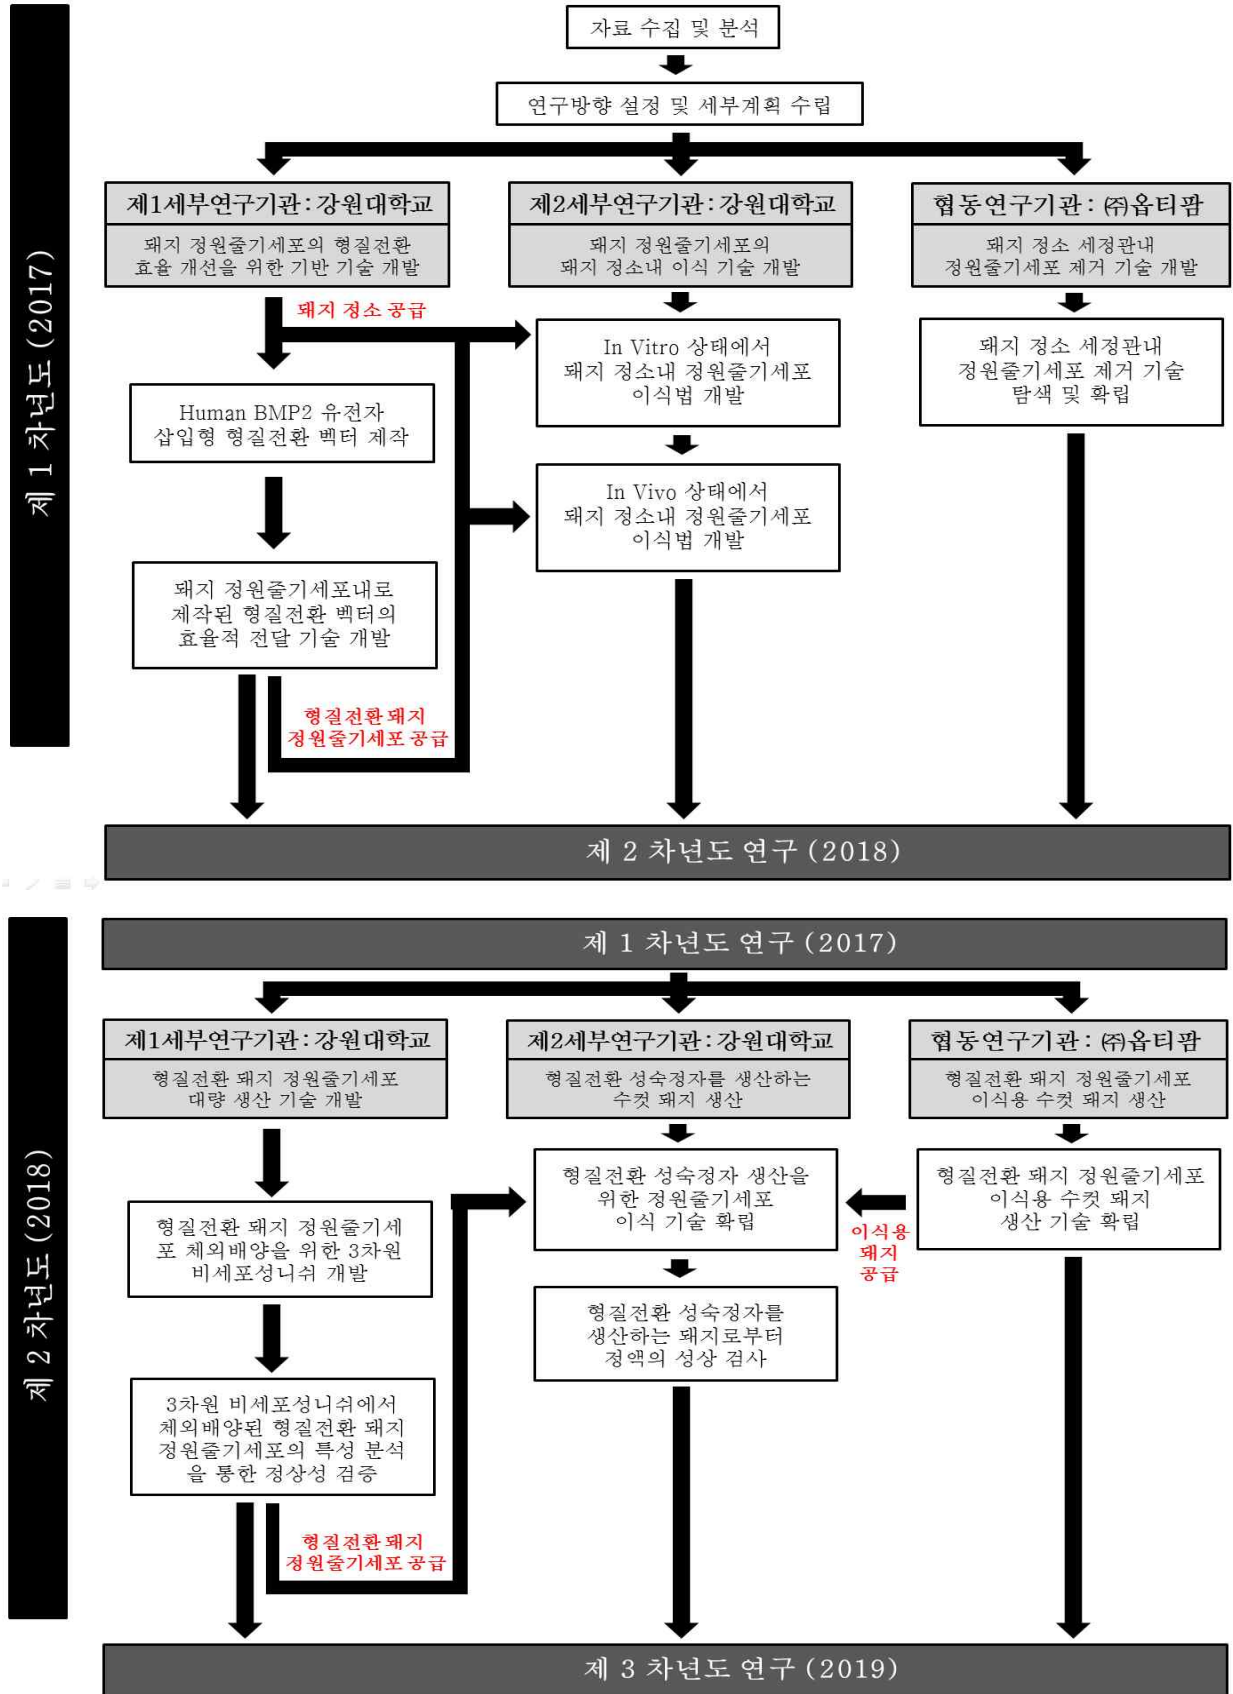 제 1 차년도 (2017)
자료 수집 및 분석
연구방향 설정 및 세부계획 수립
제1세부연구기관 : 강원대학교
돼지 정원줄기세포의 형질전환
효율 개선을 위한 기반 기술 개발
제2세부연구기관 : 강원대학교
돼지 정원줄기세포의
돼지 정소내 이식 기술 개발
협동연구기관 : ㈜옵티팜
돼지 정소 세정관내
정원줄기세포 제거 기술 개발
돼지 정소 공급
Human BMP2 유전자
삽입형 형질전환 벡터 제작
돼지 정원줄기세포내로
제작된 형질전환 벡터의
효율적 전달 기술 개발
형질전환 돼지
정원줄기세포 공급
In Vitro 상태에서
돼지 정소내 정원줄기세포
이식법 개발
In Vivo 상태에서
돼지 정소내 정원줄기세포
이식법 개발
돼지 정소 세정관내
정원줄기세포 제거 기술
탐색 및 확립
제 2 차년도 연구 (2018)
제 2 차년도 (2018)
제 1 차년도 연구 (2017)
제1세부연구기관 : 강원대학교
형질전환 돼지 정원줄기세포
대량 생산 기술 개발
제2세부연구기관 : 강원대학교
형질전환 성숙정자를 생산하는
수컷 돼지 생산
협동연구기관 : ㈜옵티팜
형질전환 돼지 정원줄기세포
이식용 수컷 돼지 생산
형질전환 돼지 정원줄기세
포 체외배양을 위한 3차원
비세포성니쉬 개발
3차원 비세포성니쉬에서
체외배양된 형질전환 돼지
정원줄기세포의 특성 분석
을 통한 정상성 검증
형질전환 돼지
정원줄기세포 공급
형질전환 성숙정자 생산을
위한 정원줄기세포
이식 기술 확립
형질전환 성숙정자를
생산하는 돼지로부터
정액의 성상 검사
이식용
돼지
공급
형질전환 돼지 정원줄기세포
이식용 수컷 돼지
생산 기술 확립
제 3 차년도 연구 (2019)